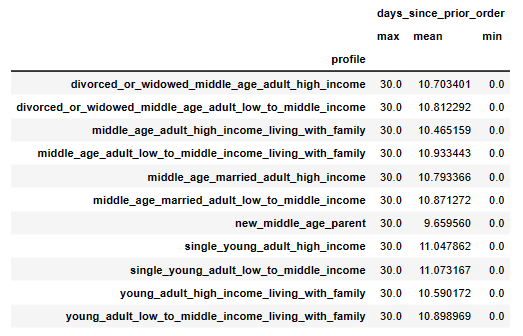 days_since_prior_order
max mean min
profile
divorced_or_widowed_middle_age_adult_high_income 30.0 10.703401 0.0
divorced_or_widowed_middle_age_adult_low_to_middle_income 30.0 10.812292 0.0
middle_age_adult_high_income_living_with_family 30.0 10.465159 0.0
middle_age_adult_low_to_middle_income_living_with_family 30.0 10.933443 0.0
middle_age_married_adult_high_income 30.0 10.793366 0.0
middle_age_married_adult_low_to_middle_income 30.0 10.871272 0.0
new_middle_age_parent 30.0 9.659560 0.0
single_young_adult_high_income 30.0 11.047862 0.0
single_young_adult_low_to_middle_income 30.0 11.073167 0.0
young_adult_high_income_living_with_family 30.0 10.590172 0.0
young_adult_low_to_middle_income_living_with_family 30.0 10.898969 0.0